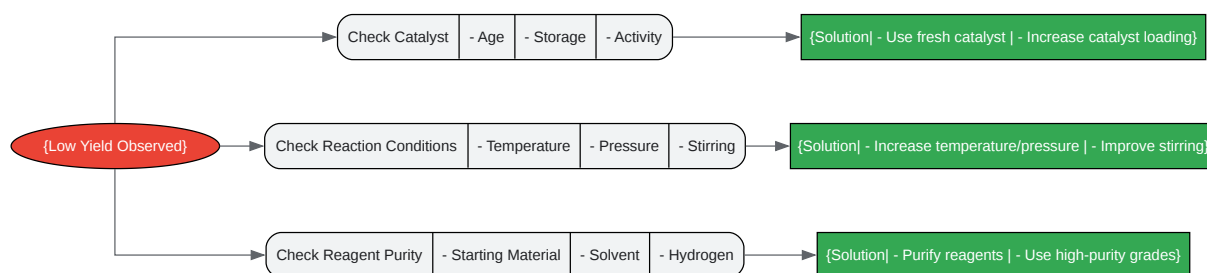 Check Catalyst - Age - Storage - Activity
{Solution| - Use fresh catalyst | - Increase catalyst loading}
{Low Yield Observed}
Check Reaction Conditions - Temperature - Pressure - Stirring
{Solution| - Increase temperature/pressure | - Improve stirring}
Check Reagent Purity - Starting Material - Solvent - Hydrogen
{Solution| - Purify reagents | - Use high-purity grades}